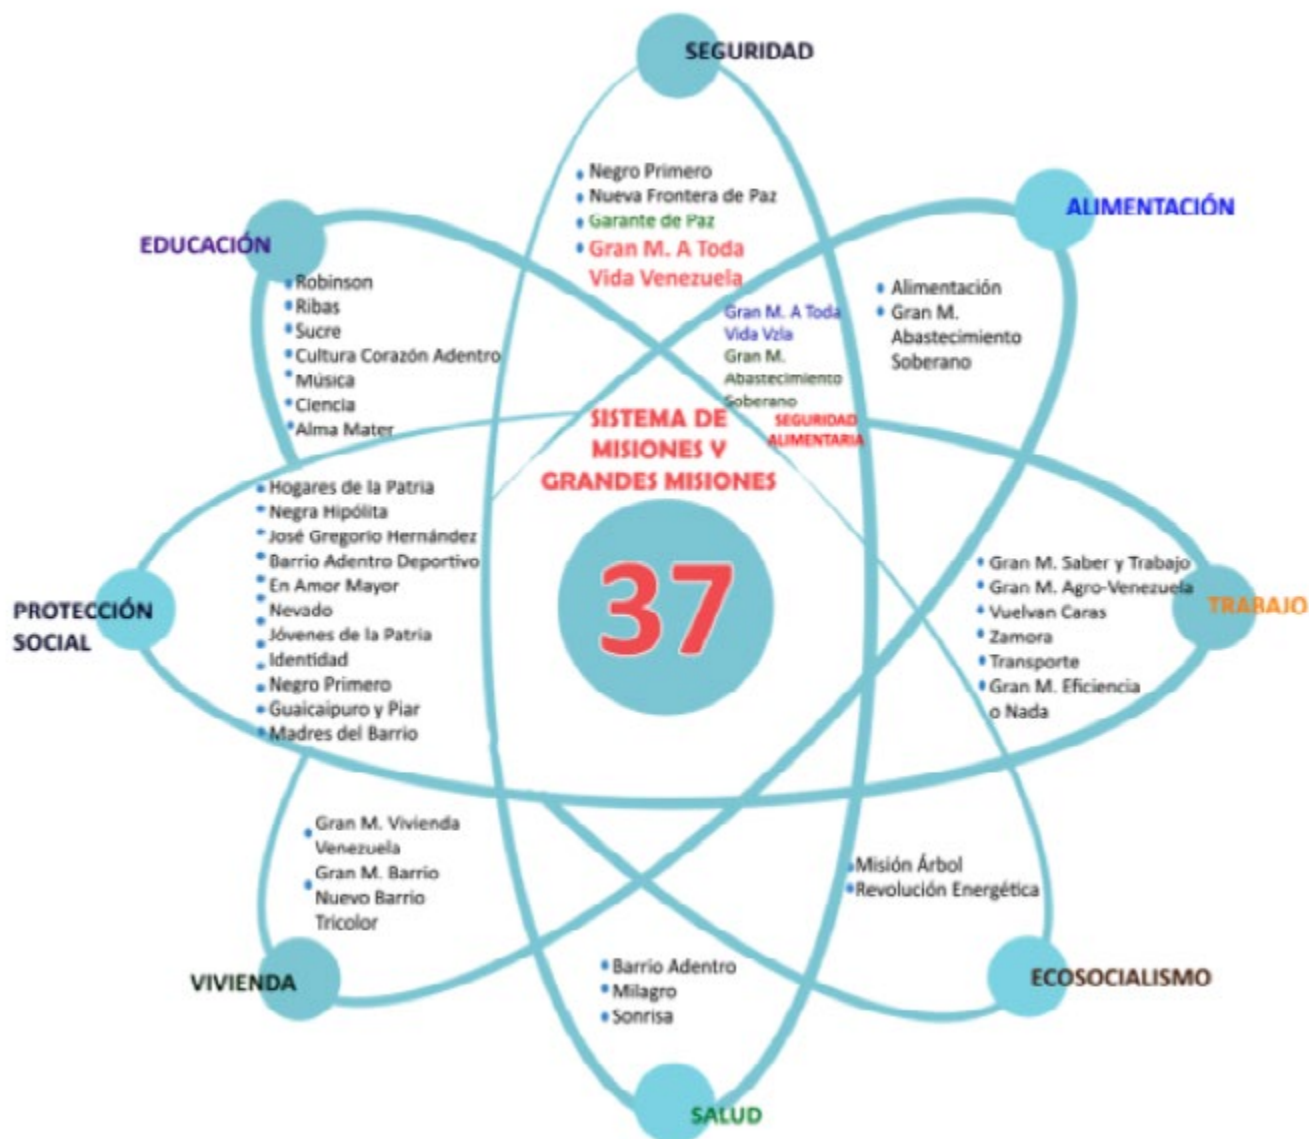 SEGURIDAD
Negro Primero
Nueva Frontera de Paz
Garante de Paz
Gran M. A Toda
Vida Venezuela
ALIMENTACIÓN
Alimentación
Gran M.
Abastecimiento
Soberano
Gran M. A Toda
Vida Vzla
Gran M.
Abastecimiento
Soberano
SEGURIDAD
ALIMENTARIA
EDUCACIÓN
Robinson
Ribas
Sucre
Cultura Corazón Adentro
Música
Ciencia
Alma Mater
SISTEMA DE
MISIONES Y
GRANDES MISIONES
37
PROTECCIÓN
SOCIAL
Hogares de la Patria
Negra Hipólita
José Gregorio Hernández
Barrio Adentro Deportivo
En Amor Mayor
Nevado
Jóvenes de la Patria
Identidad
Negro Primero
Guaicaipuro y Piar
Madres del Barrio
TRABAJO
Gran M. Saber y Trabajo
Gran M. Agro-Venezuela
Vuelvan Caras
Zamora
Transporte
Gran M. Eficiencia
o Nada
VIVIENDA
Gran M. Vivienda
Venezuela
Gran M. Barrio
Nuevo Barrio
Tricolor
Barrio Adentro
Milagro
Sonrisa
SALUD
Misión Árbol
Revolución Energética
ECOSOCIALISMO